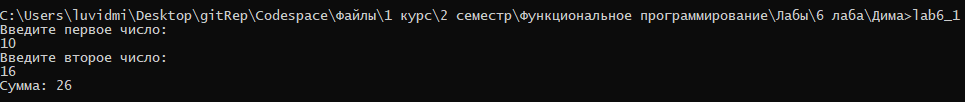 C:\Users\luvidmi\Desktop\gitRep\Codespace\Файлы\1 курс\2 семестр\Функциональное программирование\Лабы\6 лаба\Дима>lab6_1
Введите первое число:
10
Введите второе число:
16
Сумма: 26